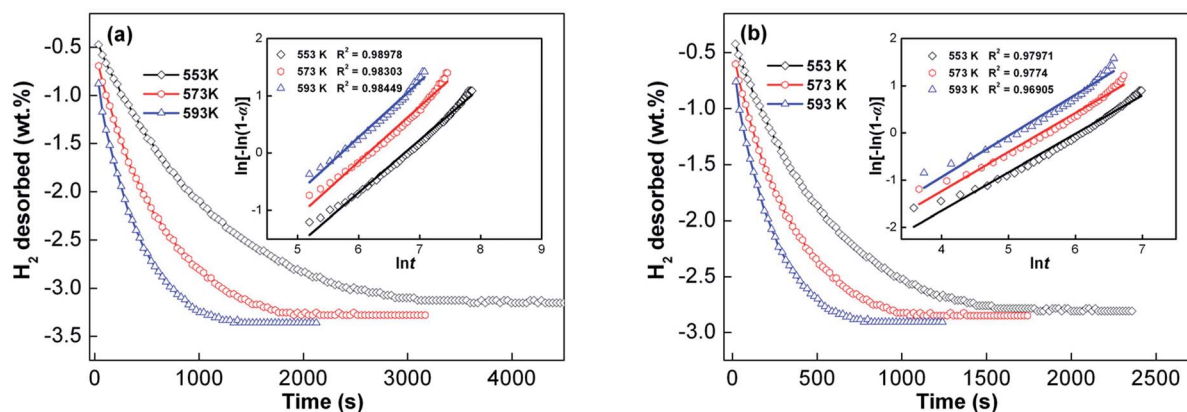 (a)
H2 desorbed (wt.%)
-0.5
-1.0
-1.5
-2.0
-2.5
-3.0
-3.5
0 1000 2000 3000 4000
Time (s)
553K
573K
593K
ln[-ln(1-α)]
2
1
0
-1
5 6 7 8 9
lnt
553 K R² = 0.98978
573 K R² = 0.98303
593 K R² = 0.98449
(b)
H2 desorbed (wt.%)
-0.5
-1.0
-1.5
-2.0
-2.5
-3.0
0 500 1000 1500 2000 2500
Time (s)
553 K
573 K
593 K
ln[-ln(1-α)]
2
1
0
-1
-2
4 5 6 7
lnt
553 K R² = 0.97971
573 K R² = 0.9774
593 K R² = 0.96905